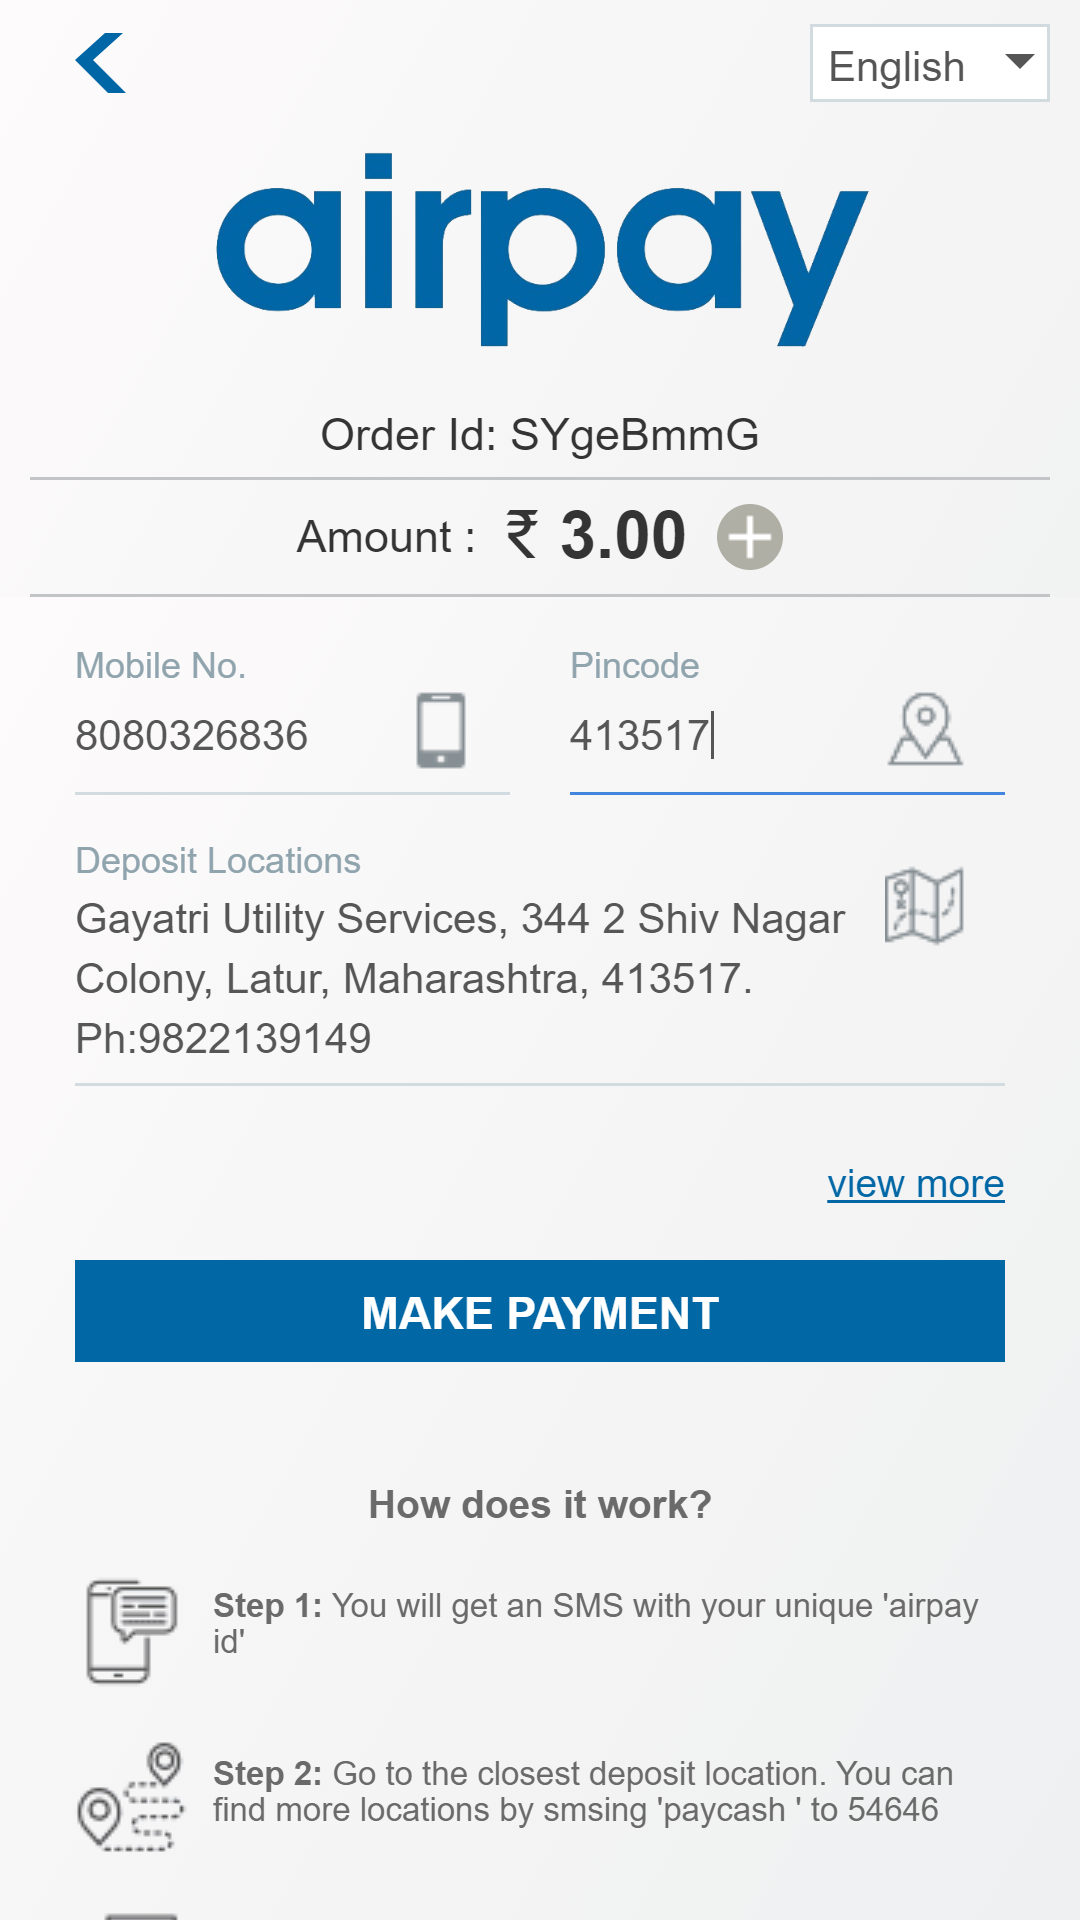 English
airpay
Order Id: SYgeBmmG
Amount : ₹ 3.00
Mobile No.
8080326836
Pincode
413517
Deposit Locations
Gayatri Utility Services, 344 2 Shiv Nagar
Colony, Latur, Maharashtra, 413517.
Ph:9822139149
view more
MAKE PAYMENT
How does it work?
Step 1: You will get an SMS with your unique 'airpay
id'
Step 2: Go to the closest deposit location. You can
find more locations by smsing 'paycash ' to 54646